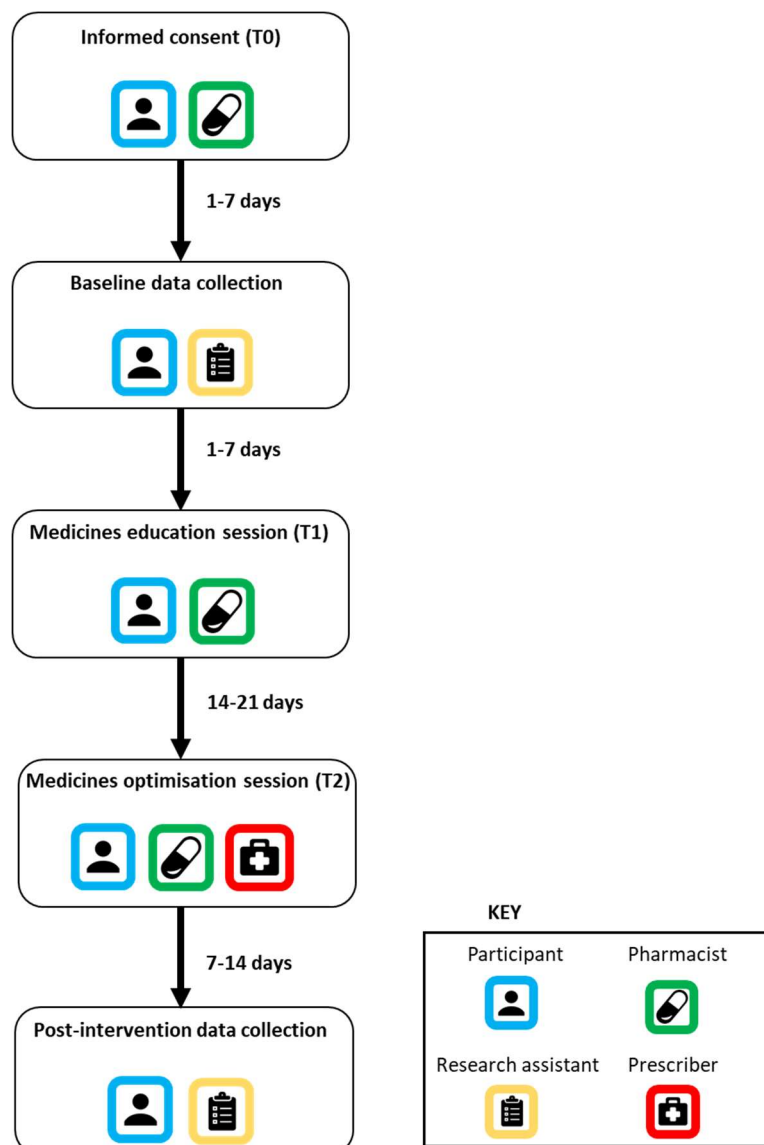 Informed consent (T0)
1-7 days
Baseline data collection
1-7 days
Medicines education session (T1)
14-21 days
Medicines optimisation session (T2)
7-14 days
Post-intervention data collection
KEY
Participant Pharmacist
Research assistant Prescriber